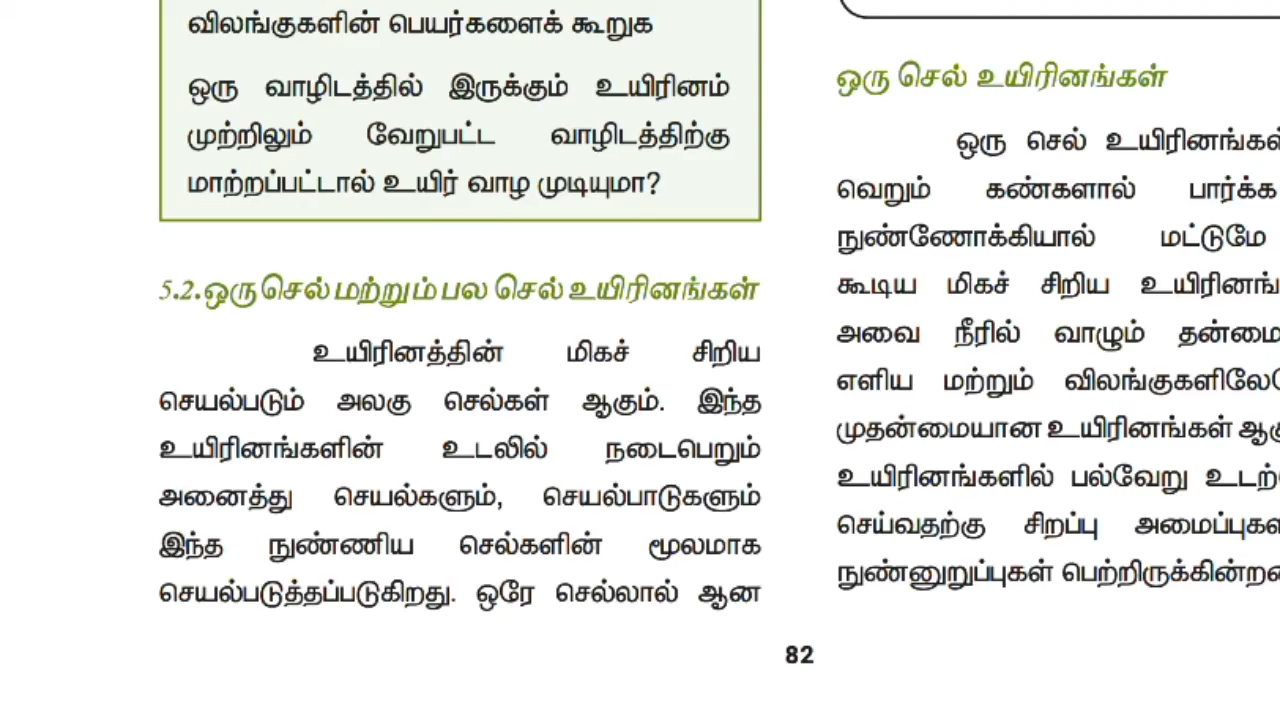 விலங்குகளின் பெயர்களைக் கூறுக
ஒரு வாழிடத்தில் இருக்கும் உயிரினம்
முற்றிலும் வேறுபட்ட வாழிடத்திற்கு
மாற்றப்பட்டால் உயிர் வாழ முடியுமா?
5.2.ஒரு செல் மற்றும் பல செல் உயிரினங்கள்
உயிரினத்தின் மிகச் சிறிய
செயல்படும் அலகு செல்கள் ஆகும். இந்த
உயிரினங்களின் உடலில் நடைபெறும்
அனைத்து செயல்களும், செயல்பாடுகளும்
இந்த நுண்ணிய செல்களின் மூலமாக
செயல்படுத்தப்படுகிறது. ஒரே செல்லால் ஆன
ஒரு செல் உயிரினங்கள்
ஒரு செல்
வெறும் கண்களால் பார்க்க
நுண்ணோக்கியால் மட்டுமே
கூடிய மிகச் சிறிய
அவை நீரில் வாழும்
எளிய மற்றும்
முதன்மையான உயிரினங்கள்
உயிரினங்களில் பல்வேறு
செய்வதற்கு சிறப்பு
நுண்னுறுப்புகள்
82